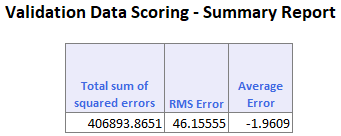 Validation Data Scoring - Summary Report
Total sum of
squared errors RMS Error Average
Error
406893.8651 46.15555 -1.9609